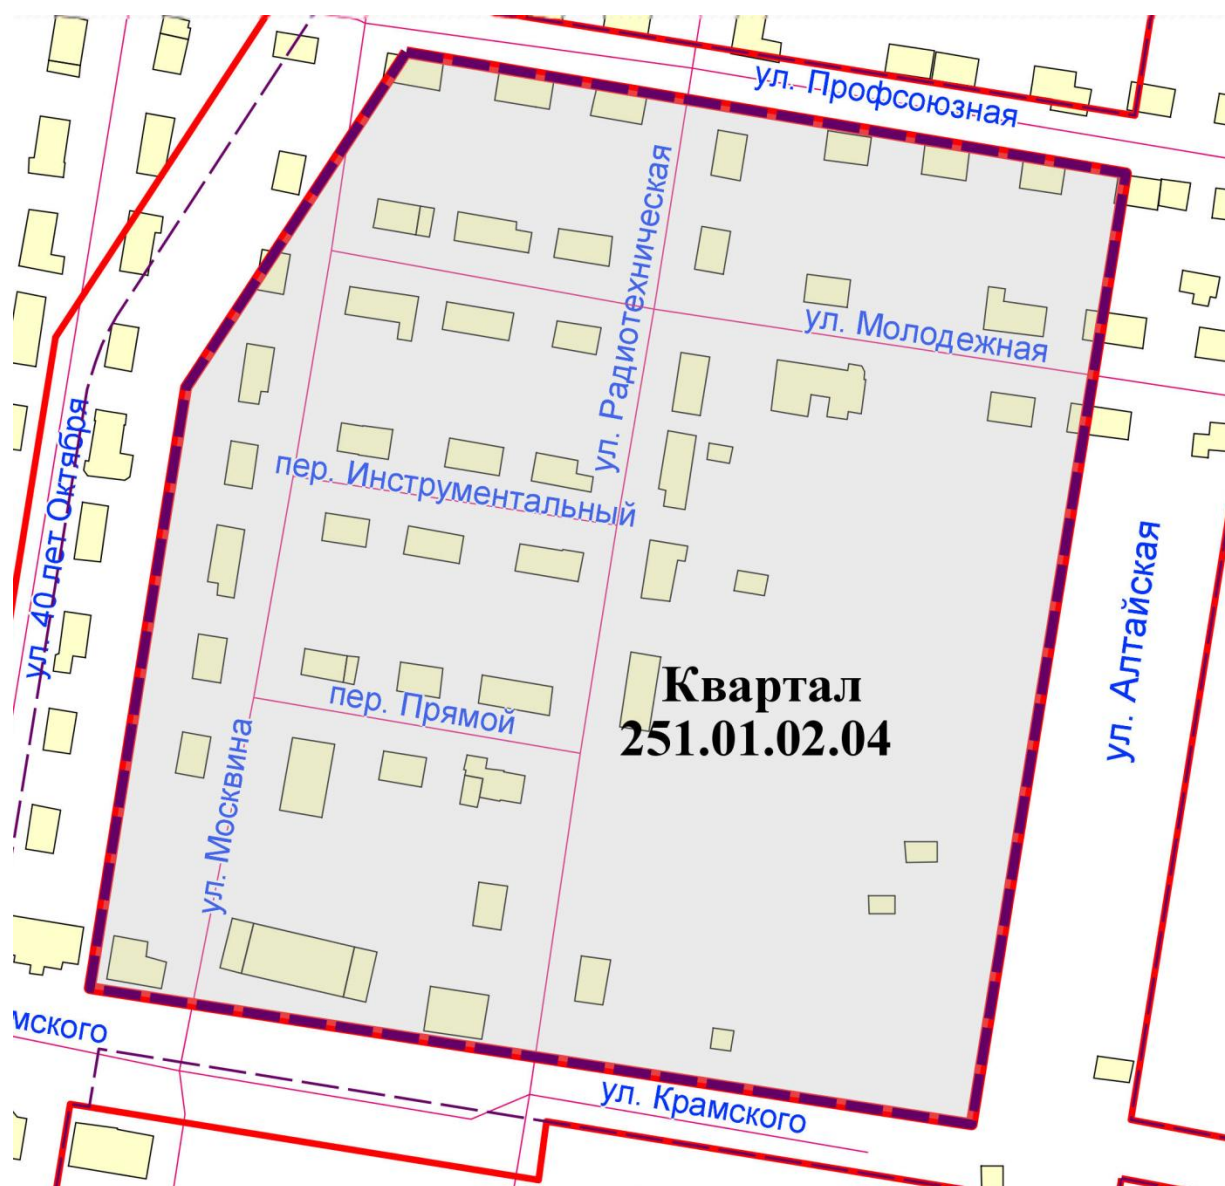 ул. Профсоюзная
ул. Радиотехническая
ул. Молодежная
ул. 40 лет Октября
пер. Инструментальный
ул. Алтайская
Квартал
251.01.02.04
пер. Прямой
ул. Москвина
мского
ул. Крамского